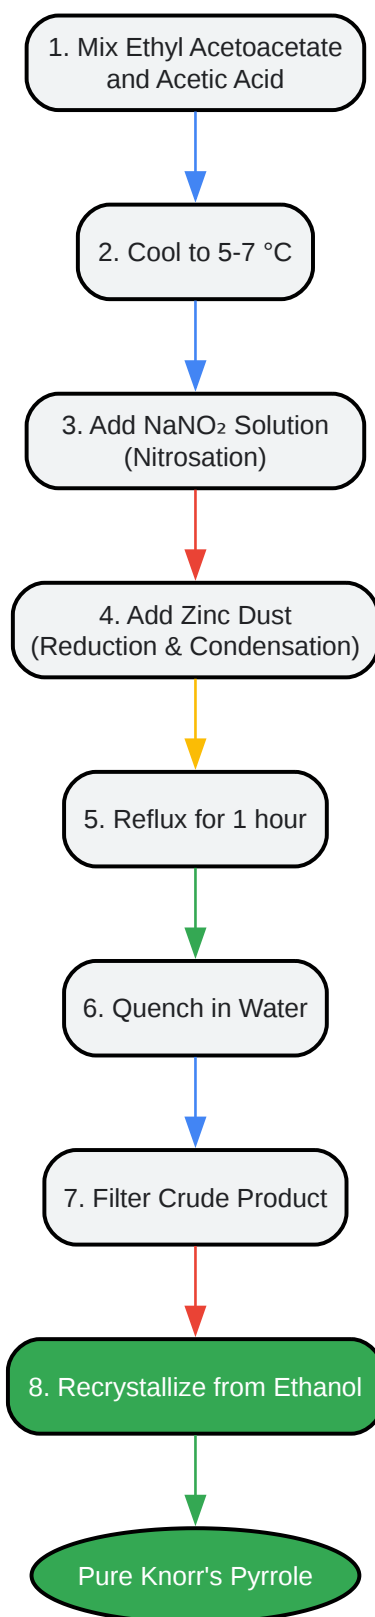 1. Mix Ethyl Acetoacetate
and Acetic Acid
2. Cool to 5-7 °C
3. Add NaNO₂ Solution
(Nitrosation)
4. Add Zinc Dust
(Reduction & Condensation)
5. Reflux for 1 hour
6. Quench in Water
7. Filter Crude Product
8. Recrystallize from Ethanol
Pure Knorr's Pyrrole